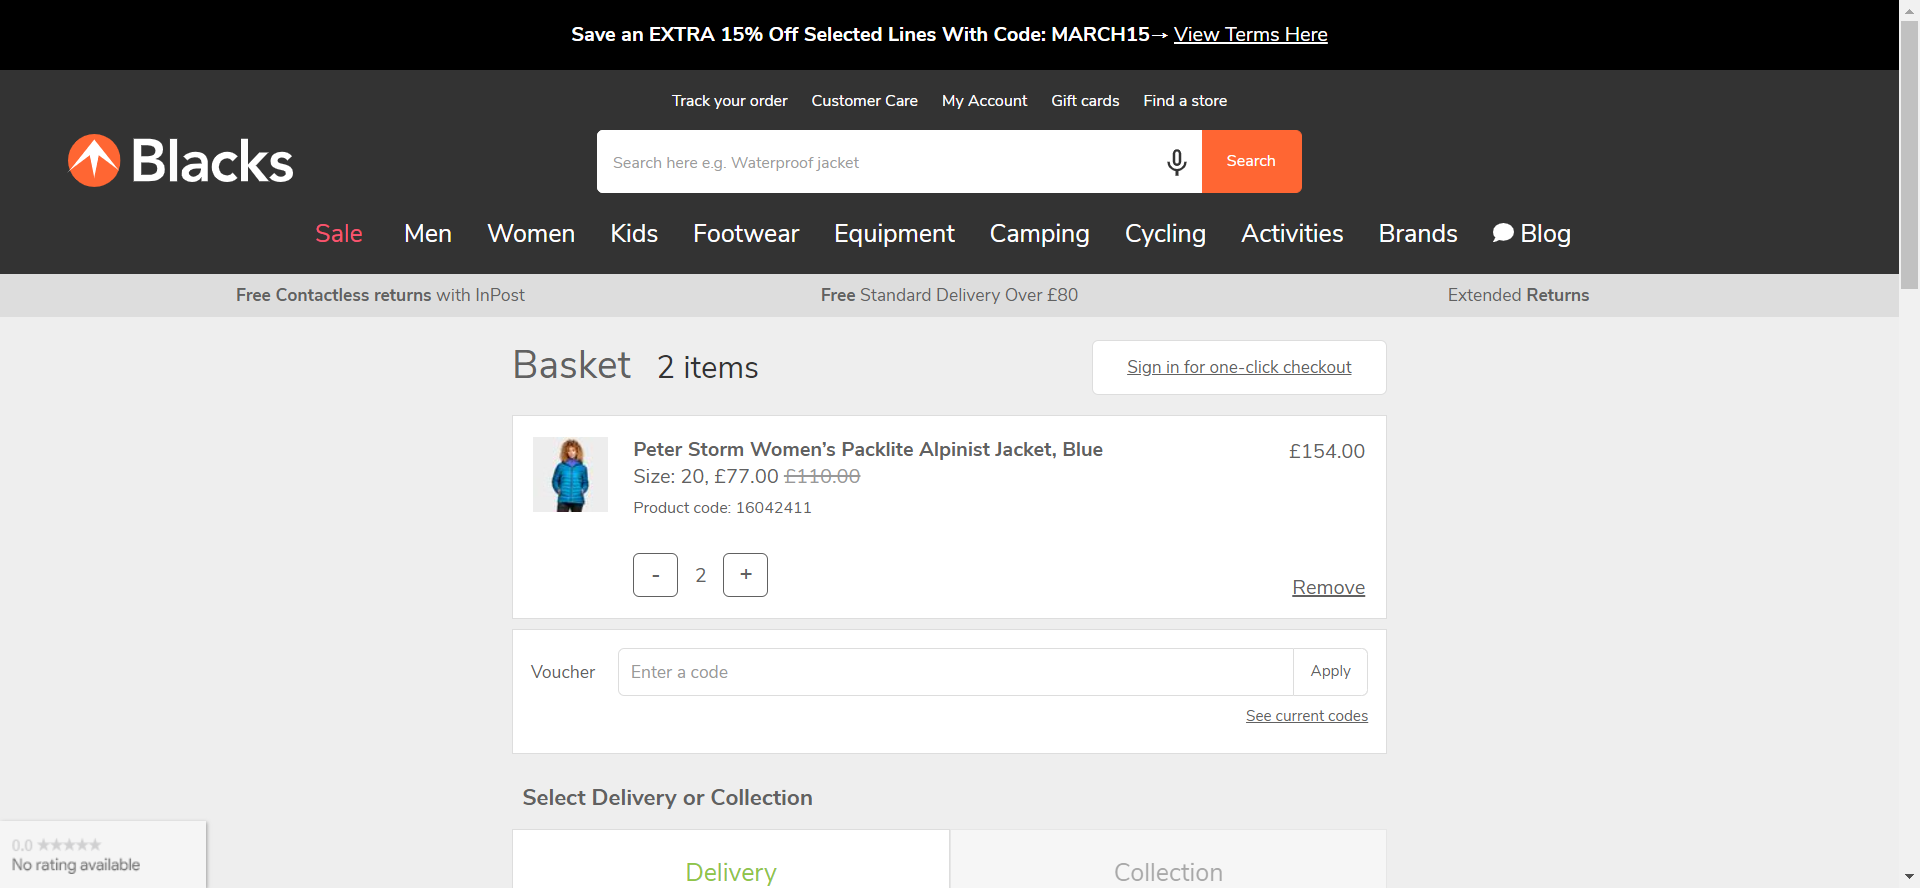 Save an EXTRA 15% Off Selected Lines With Code: MARCH15→ View Terms Here
Track your order Customer Care My Account Gift cards Find a store
Blacks
Search here e.g. Waterproof jacket Search
Sale Men Women Kids Footwear Equipment Camping Cycling Activities Brands Blog
Free Contactless returns with InPost Free Standard Delivery Over £80 Extended Returns
Basket 2 items Sign in for one-click checkout
Peter Storm Women’s Packlite Alpinist Jacket, Blue £154.00
Size: 20, £77.00 £110.00
Product code: 16042411
- 2 +
Remove
Voucher Enter a code Apply
See current codes
Select Delivery or Collection
0.0 ★★★★★
No rating available
Delivery Collection